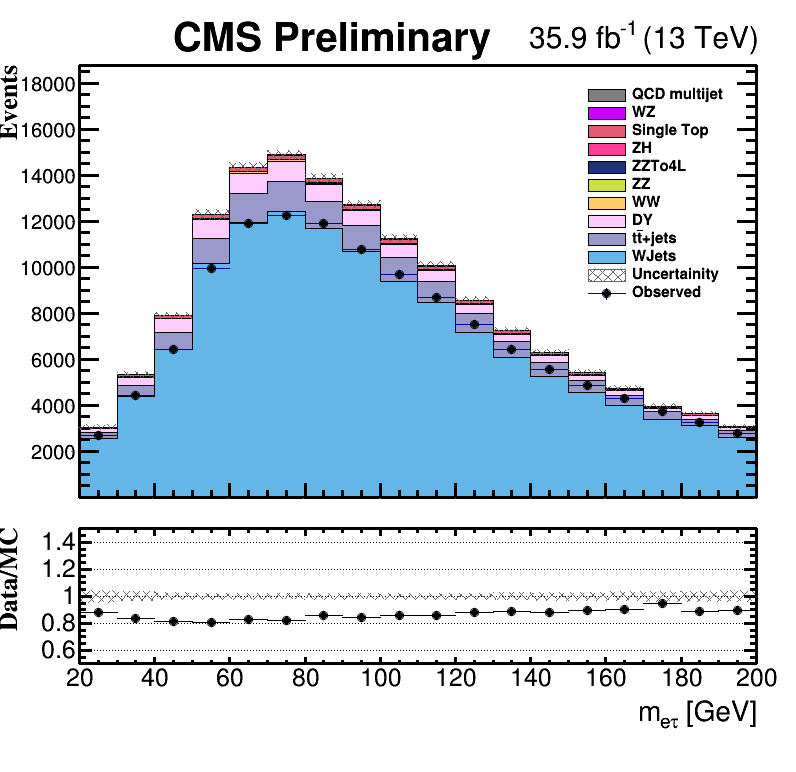 CMS Preliminary 35.9 fb⁻¹ (13 TeV)
Events
18000
16000
14000
12000
10000
8000
6000
4000
2000
QCD multijet
WZ
Single Top
ZH
ZZTo4L
ZZ
WW
DY
tt̄+jets
WJets
Uncertainity
Observed
Data/MC
1.4
1.2
1
0.8
0.6
20 40 60 80 100 120 140 160 180 200
m_eτ [GeV]